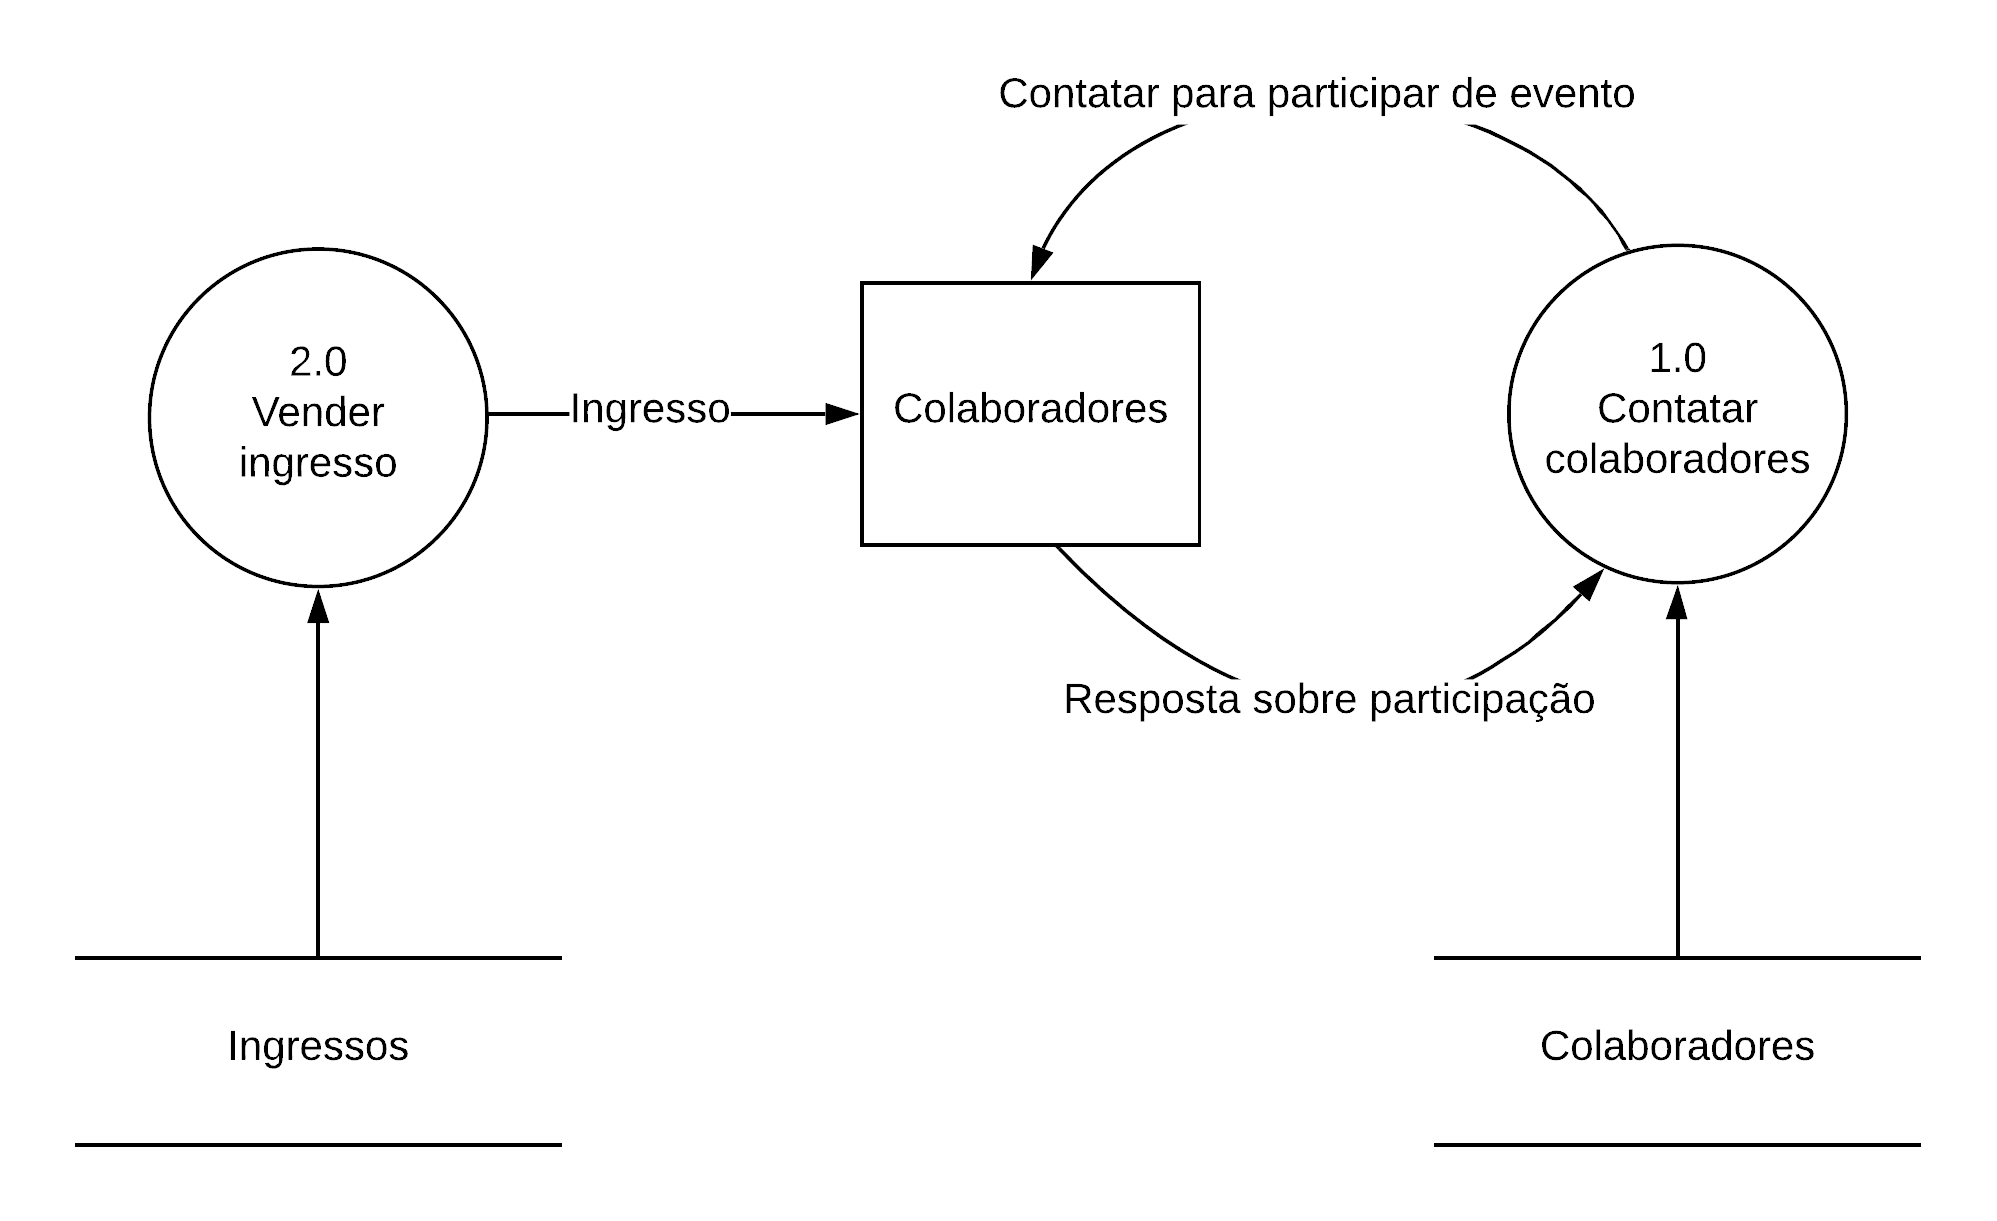 Contatar para participar de evento
2.0
Vender
ingresso
Ingresso
Colaboradores
1.0
Contatar
colaboradores
Resposta sobre participação
Ingressos
Colaboradores